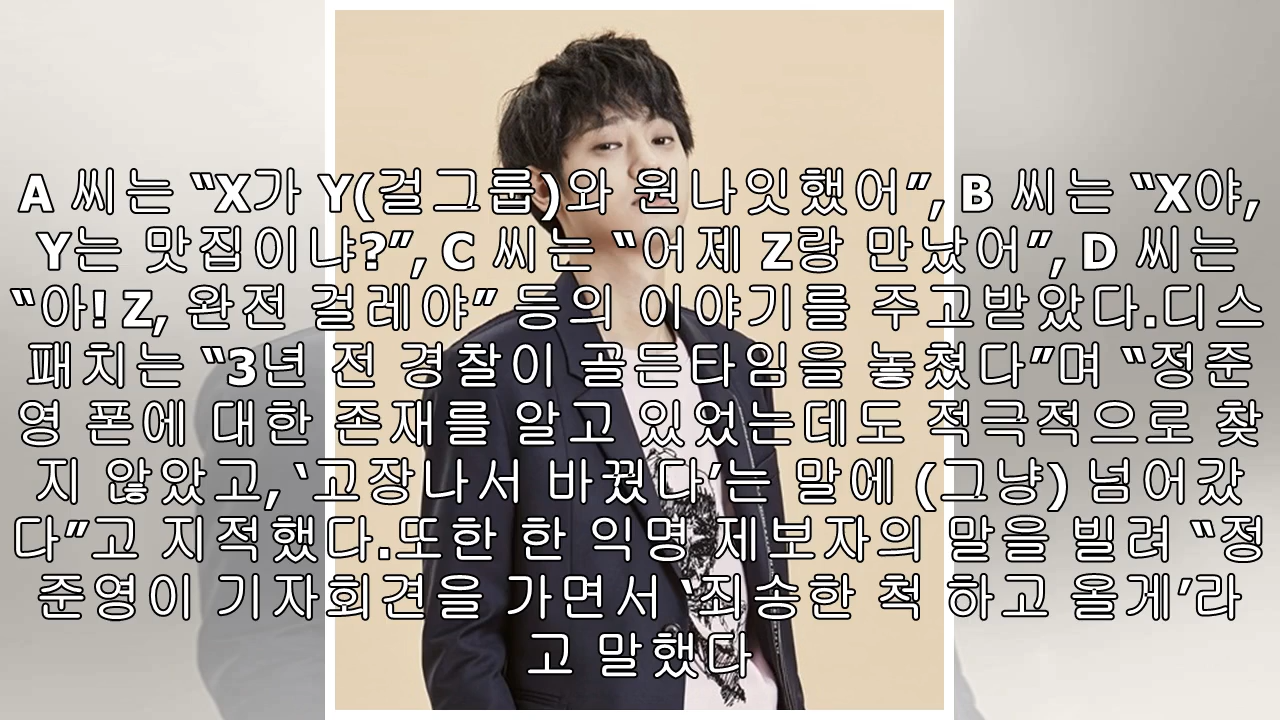 A 씨는 “X가 Y(걸그룹)와 원나잇했어”, B 씨는 “X야,
Y는 맛집이냐?”, C 씨는 “어제 Z랑 만났어”, D 씨는
“아! Z, 완전 걸레야” 등의 이야기를 주고받았다.디스
패치는 “3년 전 경찰이 골든타임을 놓쳤다”며 “정준
영 폰에 대한 존재를 알고 있었는데도 적극적으로 찾
지 않았고, ‘고장나서 바꿨다’는 말에 (그냥) 넘어갔
다”고 지적했다.또한 한 익명 제보자의 말을 빌려 “정
준영이 기자회견을 가면서 ‘죄송한 척 하고 올게’라
고 말했다